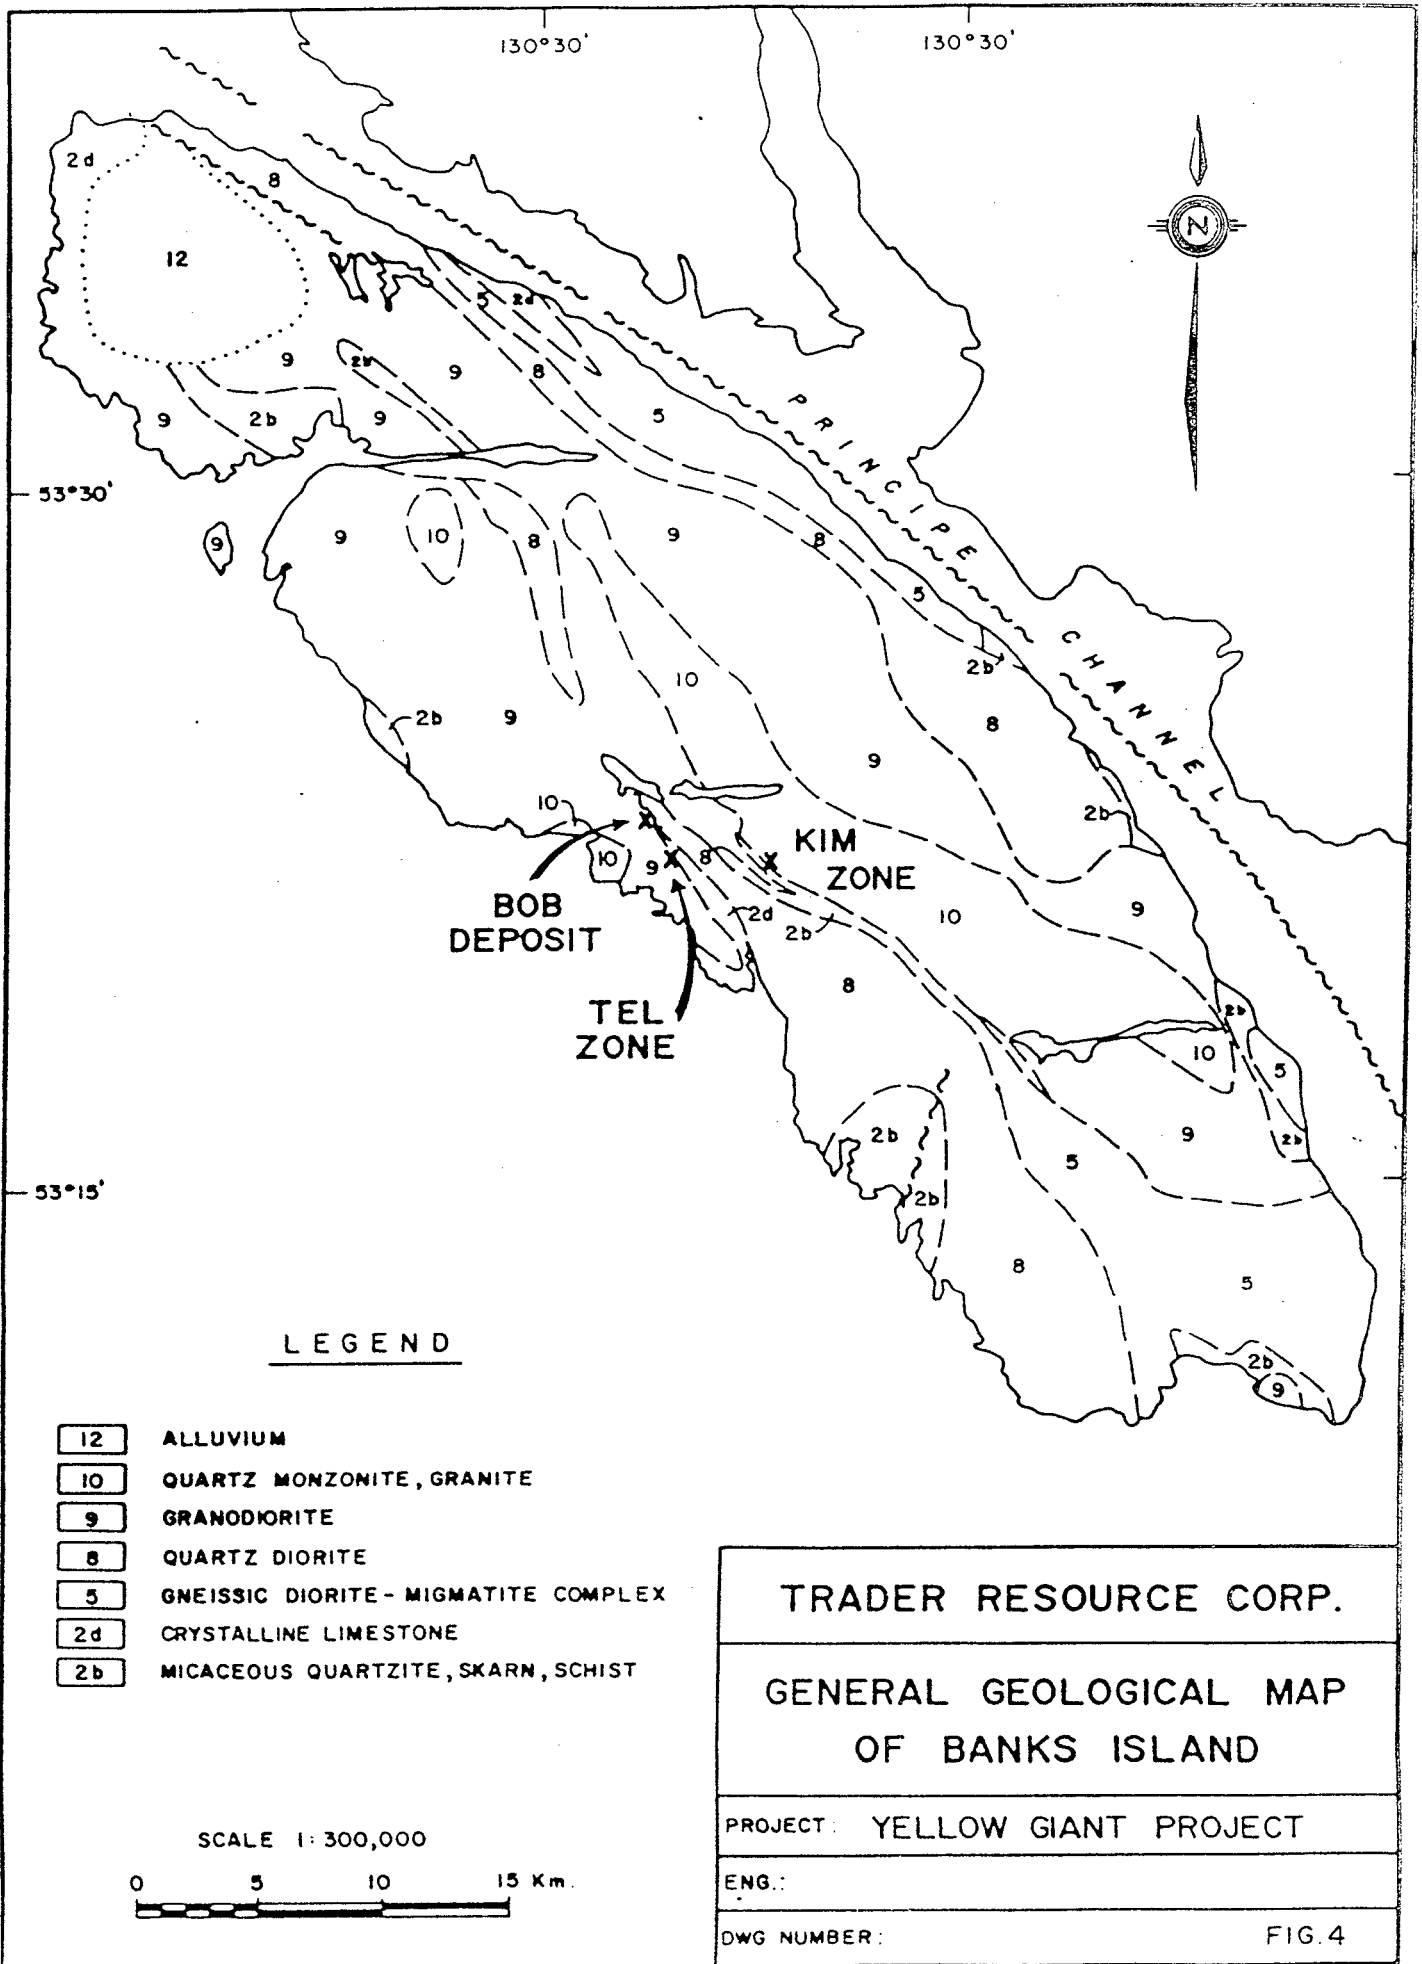 130°30' 130°30'
N
2d
8
12
5 2d
9 2b 9 8
9 2b 9 5
PRINCIPE CHANNEL
53°30'
9 9 10 8 9 8
5
10 2b
2b 9 8
9
10 2b
KIM ZONE
10 9 8
BOB DEPOSIT
2d 2b 10 9
8
TEL ZONE
2b
10 5
2b 9 2b
5
53°15'
2b
8 5
2b
9
LEGEND
12 ALLUVIUM
10 QUARTZ MONZONITE, GRANITE
9 GRANODIORITE
8 QUARTZ DIORITE
5 GNEISSIC DIORITE - MIGMATITE COMPLEX
2d CRYSTALLINE LIMESTONE
2b MICACEOUS QUARTZITE, SKARN, SCHIST
SCALE 1:300,000
0 5 10 15 Km.
TRADER RESOURCE CORP.
GENERAL GEOLOGICAL MAP
OF BANKS ISLAND
PROJECT: YELLOW GIANT PROJECT
ENG.:
DWG NUMBER: FIG. 4